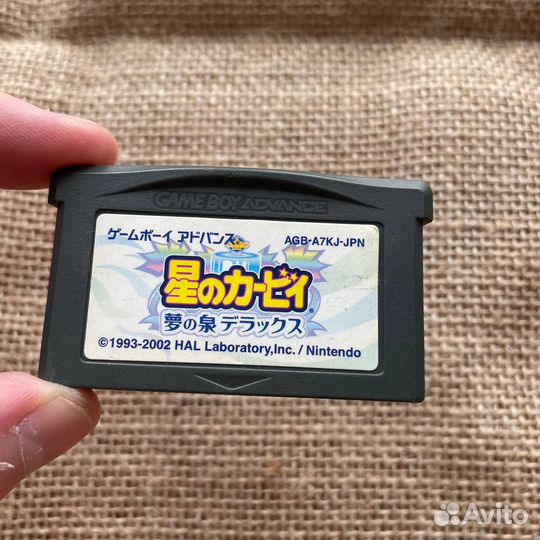 GAME BOY ADVANCE
ゲームボーイ アドバンス
AGB-A7KJ-JPN
星のカービィ
夢の泉デラックス
©1993-2002 HAL Laboratory,Inc. / Nintendo
Avito